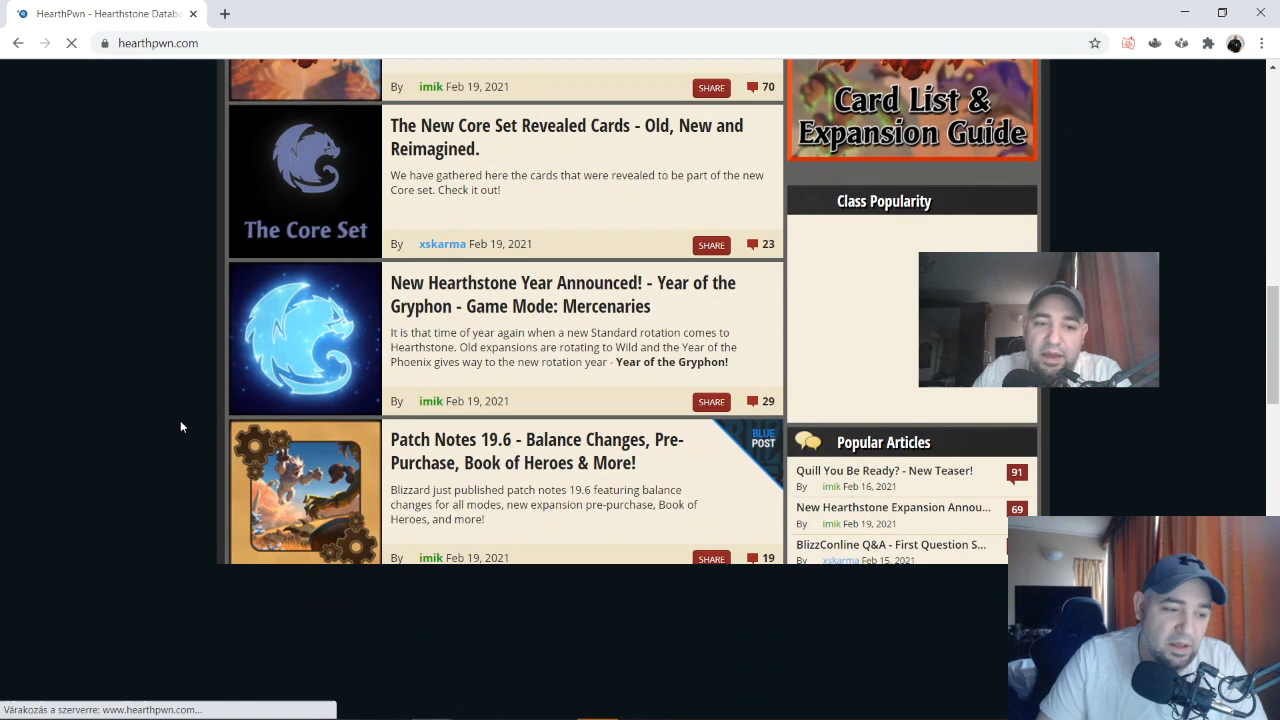 HearthPwn - Hearthstone Datab
hearthpwn.com
By imik Feb 19, 2021 SHARE 70
The New Core Set Revealed Cards - Old, New and
Reimagined.
We have gathered here the cards that were revealed to be part of the new
Core set. Check it out!
The Core Set
By xskarma Feb 19, 2021 SHARE 23
New Hearthstone Year Announced! - Year of the
Gryphon - Game Mode: Mercenaries
It is that time of year again when a new Standard rotation comes to
Hearthstone. Old expansions are rotating to Wild and the Year of the
Phoenix gives way to the new rotation year - Year of the Gryphon!
By imik Feb 19, 2021 SHARE 29
Patch Notes 19.6 - Balance Changes, Pre-
Purchase, Book of Heroes & More!
BLUE
POST
Blizzard just published patch notes 19.6 featuring balance
changes for all modes, new expansion pre-purchase, Book of
Heroes, and more!
By imik Feb 19, 2021 SHARE 19
Card List &
Expansion Guide
Class Popularity
Popular Articles
Quill You Be Ready? - New Teaser! 91
By imik Feb 16, 2021
New Hearthstone Expansion Annou... 69
By imik Feb 19, 2021
BlizzConline Q&A - First Question S...
By xskarma Feb 15, 2021
Várakozás a szerverre: www.hearthpwn.com...